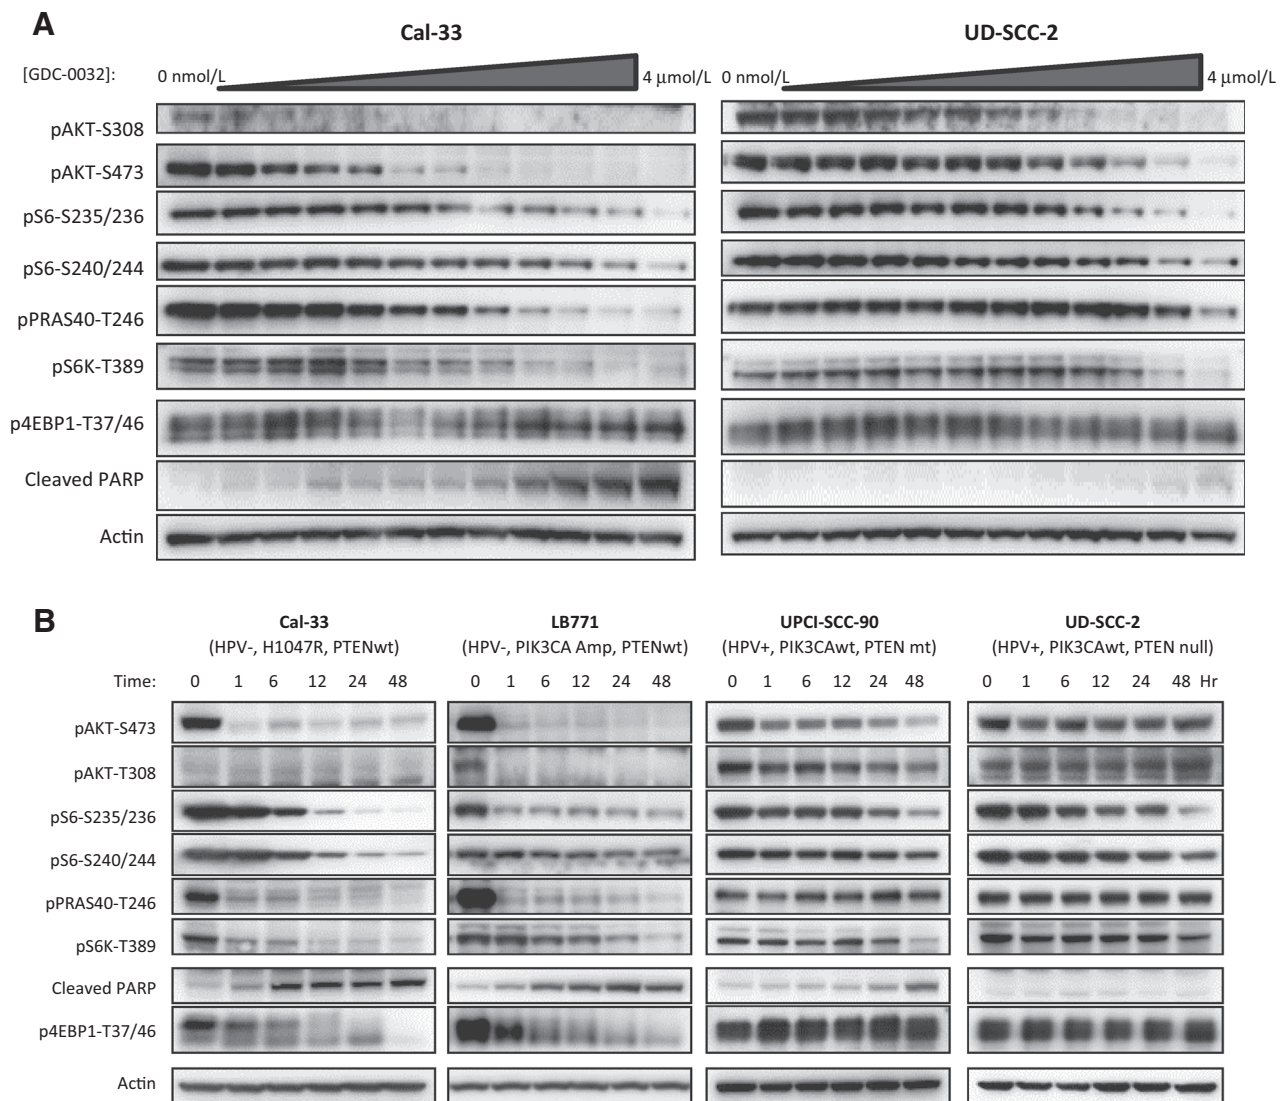 A
Cal-33
UD-SCC-2
[GDC-0032]:
0 nmol/L
4 µmol/L
0 nmol/L
4 µmol/L
pAKT-S308
pAKT-S473
pS6-S235/236
pS6-S240/244
pPRAS40-T246
pS6K-T389
p4EBP1-T37/46
Cleaved PARP
Actin
B
Cal-33
LB771
UPCI-SCC-90
UD-SCC-2
(HPV-, H1047R, PTENwt)
(HPV-, PIK3CA Amp, PTENwt)
(HPV+, PIK3CAwt, PTEN mt)
(HPV+, PIK3CAwt, PTEN null)
Time: 0 1 6 12 24 48 0 1 6 12 24 48 0 1 6 12 24 48 0 1 6 12 24 48 Hr
pAKT-S473
pAKT-T308
pS6-S235/236
pS6-S240/244
pPRAS40-T246
pS6K-T389
Cleaved PARP
p4EBP1-T37/46
Actin